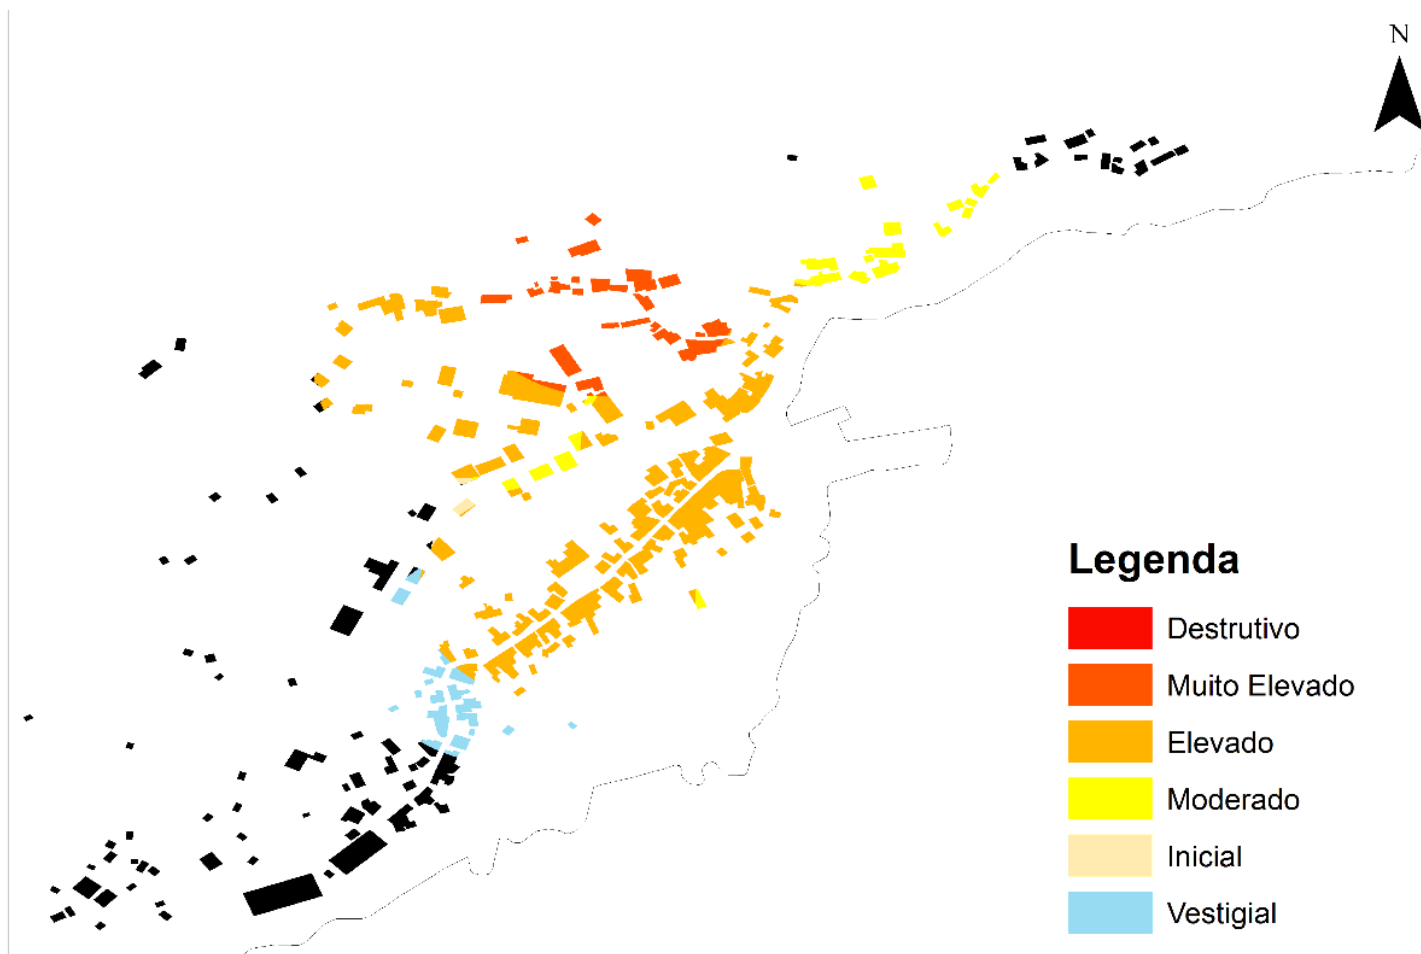 N
Legenda
Destrutivo
Muito Elevado
Elevado
Moderado
Inicial
Vestigial